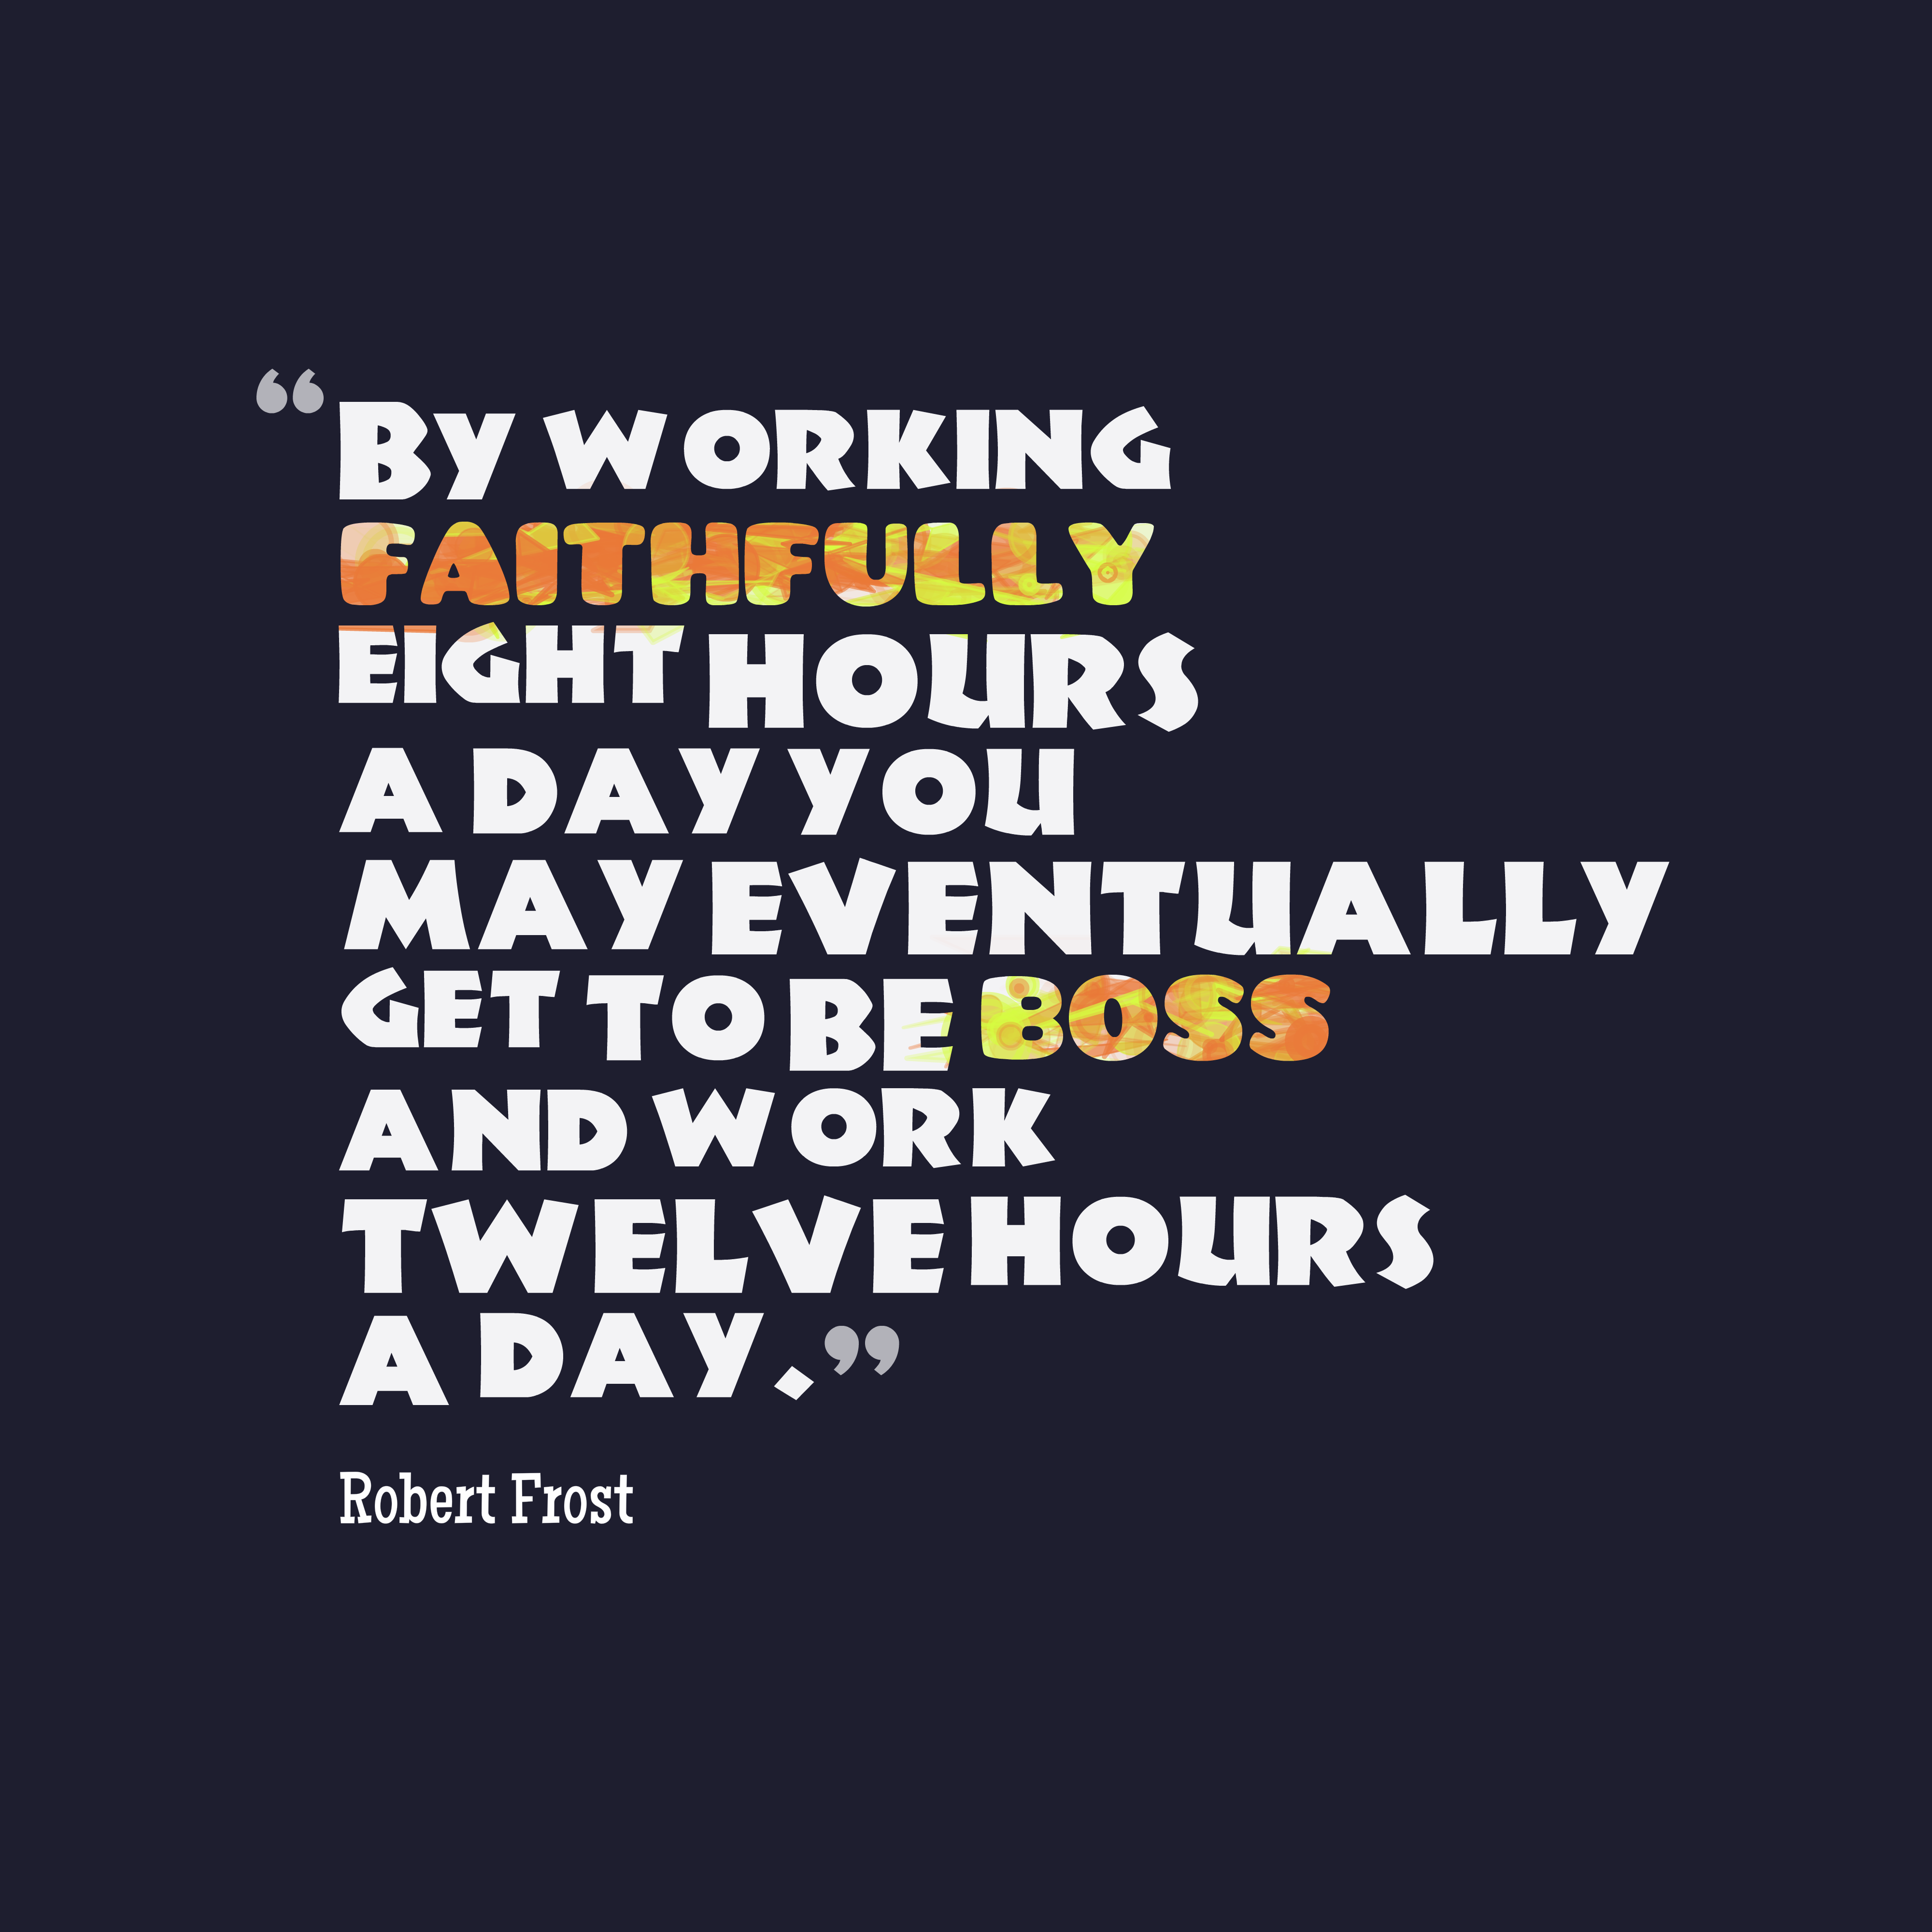 “By working
faithfully
eight hours
a day you
may eventually
get to be boss
and work
twelve hours
a day.”
Robert Frost